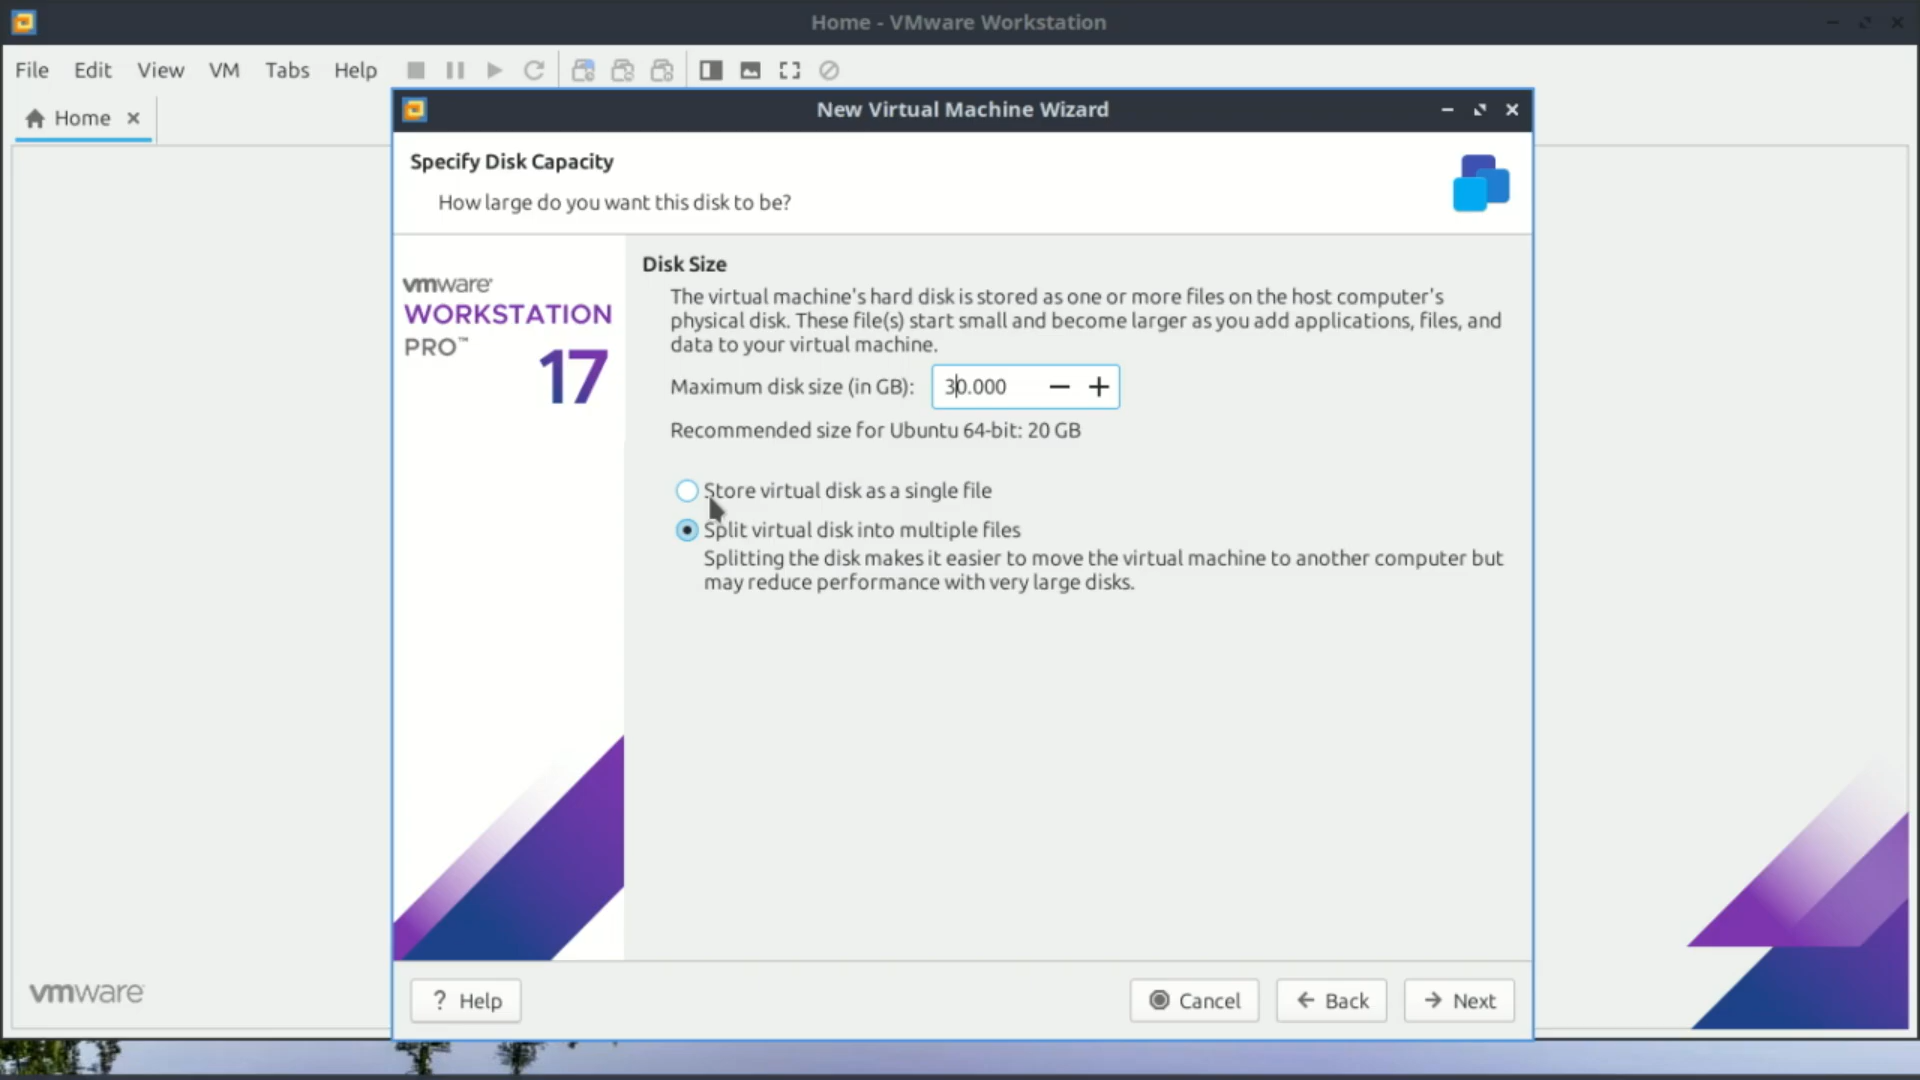 Home - VMware Workstation
File Edit View VM Tabs Help
Home
New Virtual Machine Wizard
Specify Disk Capacity
How large do you want this disk to be?
vmware®
WORKSTATION
PRO™
17
Disk Size
The virtual machine's hard disk is stored as one or more files on the host computer's
physical disk. These file(s) start small and become larger as you add applications, files, and
data to your virtual machine.
Maximum disk size (in GB): 30.000
Recommended size for Ubuntu 64-bit: 20 GB
Store virtual disk as a single file
Split virtual disk into multiple files
Splitting the disk makes it easier to move the virtual machine to another computer but
may reduce performance with very large disks.
vmware
? Help Cancel Back Next